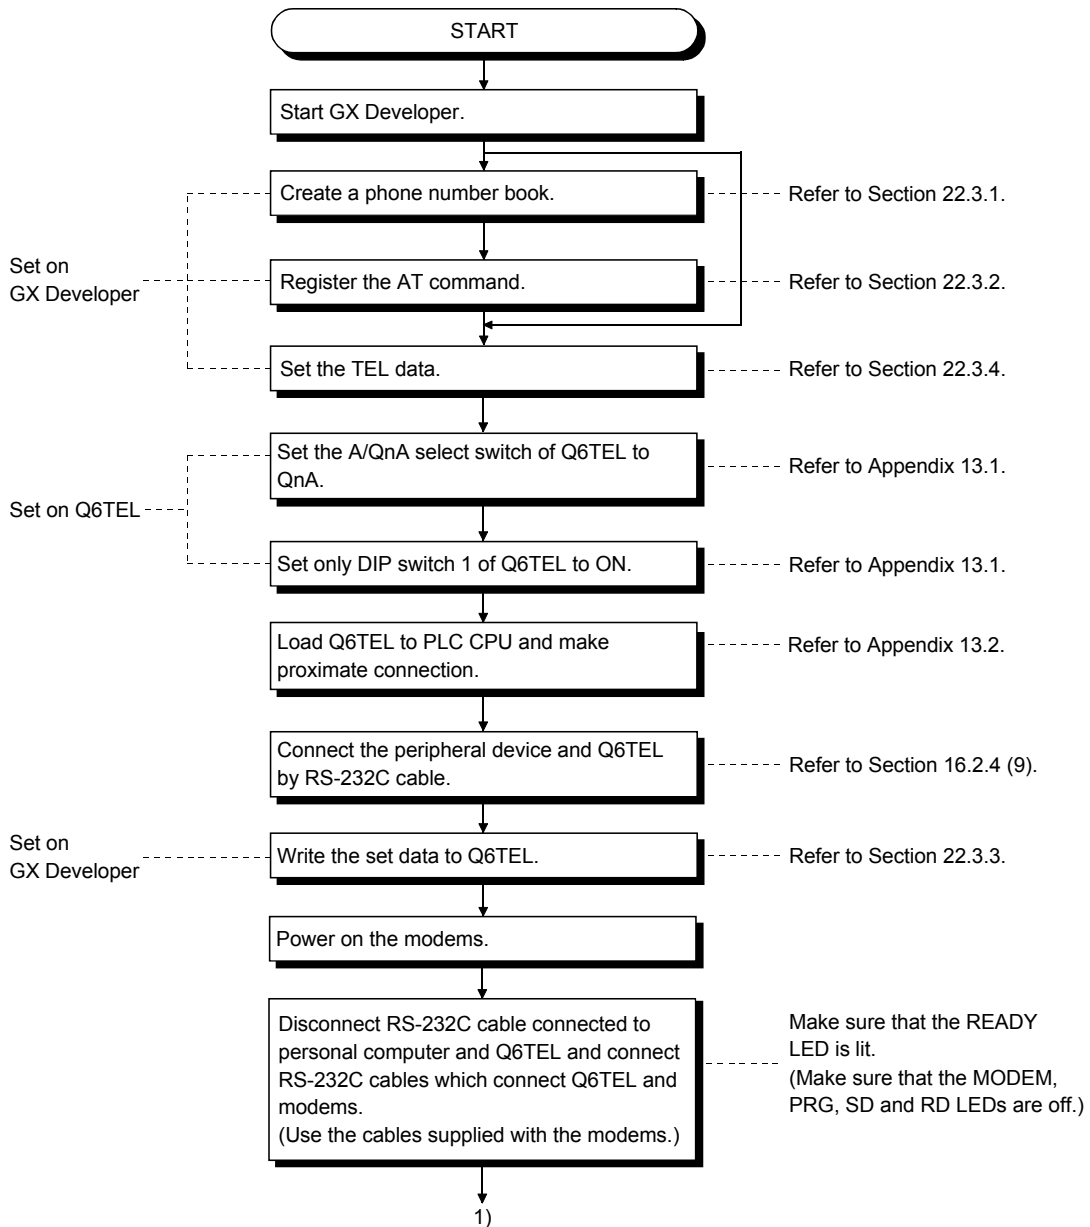 START
Start GX Developer.
Create a phone number book.
Refer to Section 22.3.1.
Set on
GX Developer
Register the AT command.
Refer to Section 22.3.2.
Set the TEL data.
Refer to Section 22.3.4.
Set the A/QnA select switch of Q6TEL to
QnA.
Refer to Appendix 13.1.
Set on Q6TEL
Set only DIP switch 1 of Q6TEL to ON.
Refer to Appendix 13.1.
Load Q6TEL to PLC CPU and make
proximate connection.
Refer to Appendix 13.2.
Connect the peripheral device and Q6TEL
by RS-232C cable.
Refer to Section 16.2.4 (9).
Set on
GX Developer
Write the set data to Q6TEL.
Refer to Section 22.3.3.
Power on the modems.
Disconnect RS-232C cable connected to
personal computer and Q6TEL and connect
RS-232C cables which connect Q6TEL and
modems.
(Use the cables supplied with the modems.)
Make sure that the READY
LED is lit.
(Make sure that the MODEM,
PRG, SD and RD LEDs are off.)
1)